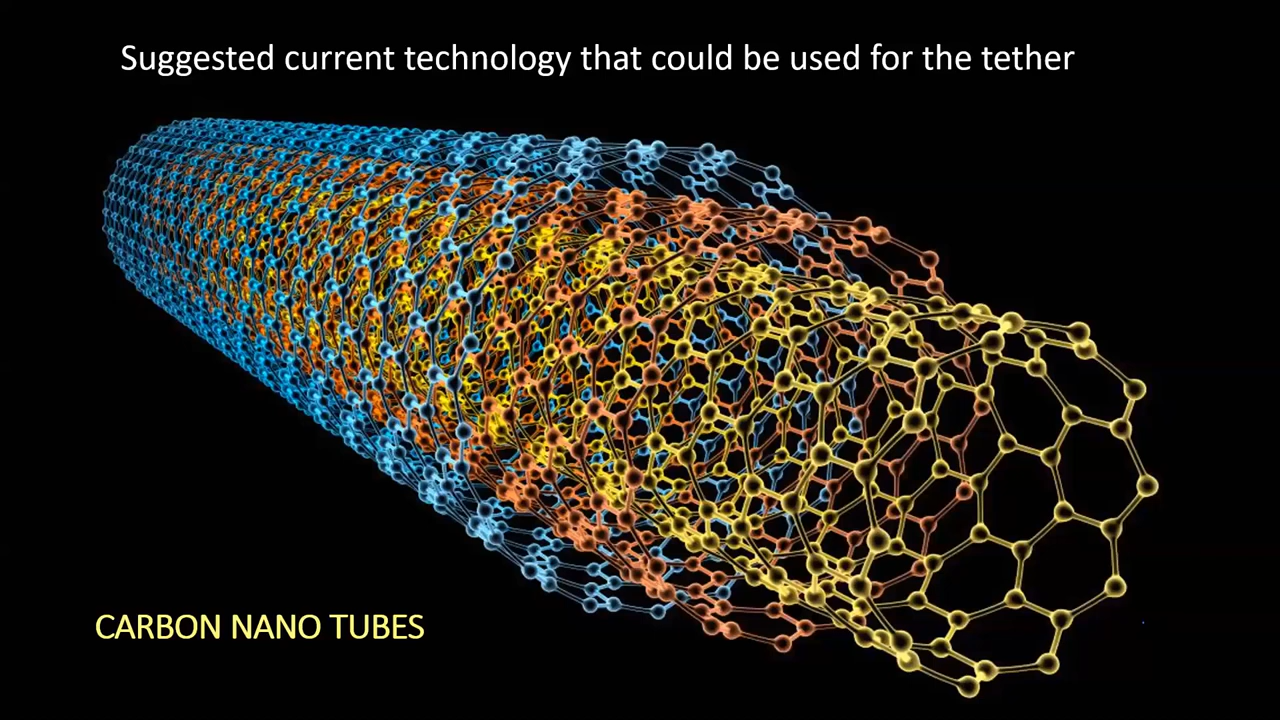 Suggested current technology that could be used for the tether
CARBON NANO TUBES